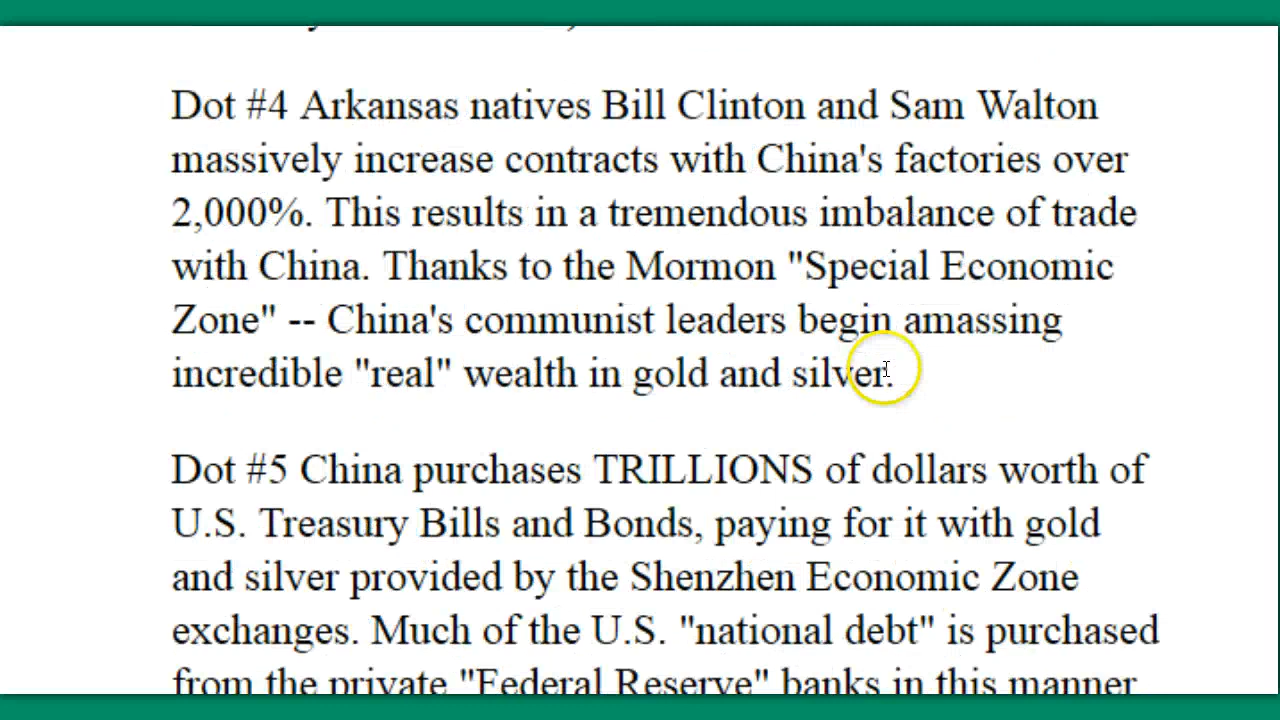 Dot #4 Arkansas natives Bill Clinton and Sam Walton
massively increase contracts with China's factories over
2,000%. This results in a tremendous imbalance of trade
with China. Thanks to the Mormon "Special Economic
Zone" -- China's communist leaders begin amassing
incredible "real" wealth in gold and silver.
Dot #5 China purchases TRILLIONS of dollars worth of
U.S. Treasury Bills and Bonds, paying for it with gold
and silver provided by the Shenzhen Economic Zone
exchanges. Much of the U.S. "national debt" is purchased
from the private "Federal Reserve" banks in this manner